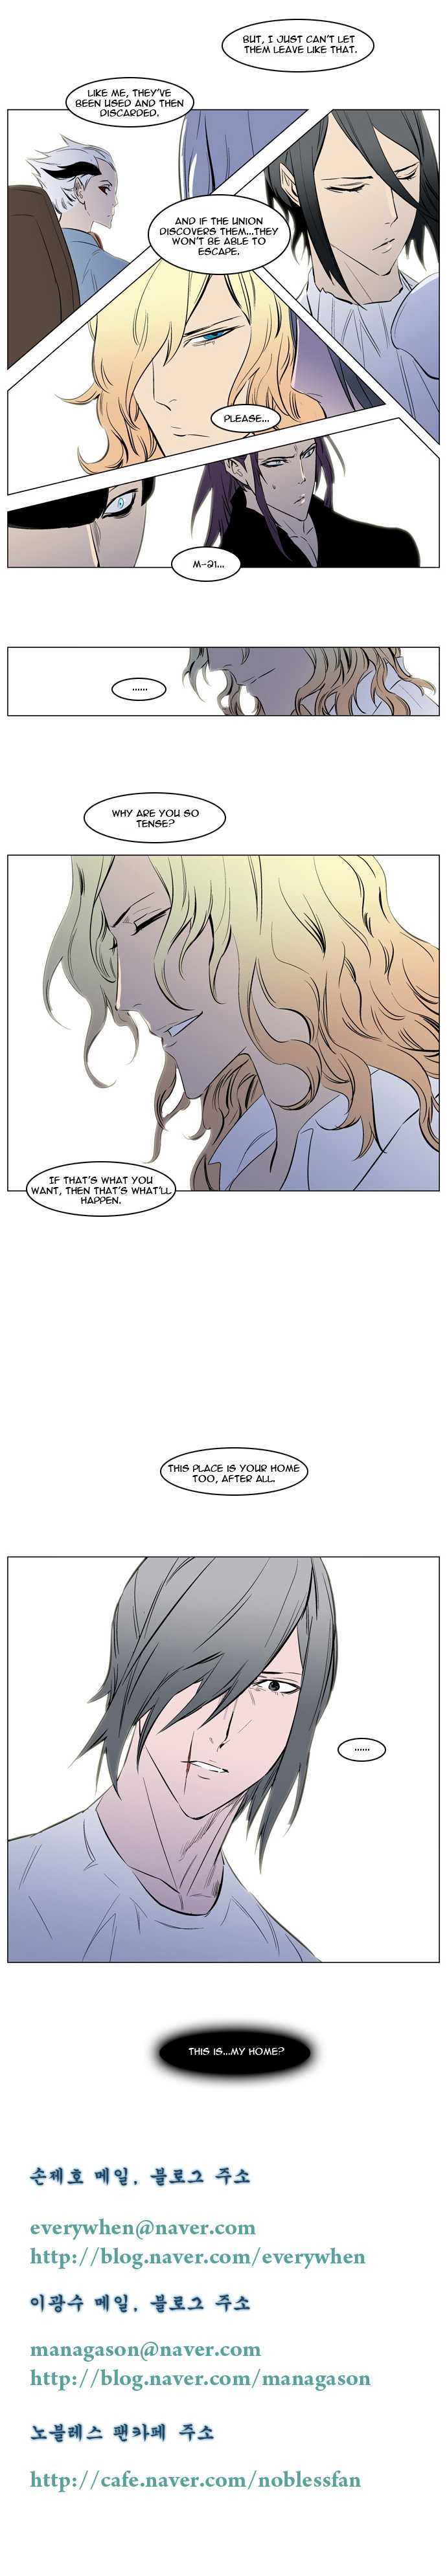 BUT, I JUST CAN'T LET
THEM LEAVE LIKE THAT.
LIKE ME, THEY'VE
BEEN USED AND THEN
DISCARDED.
AND IF THE UNION
DISCOVERS THEM...THEY
WON'T BE ABLE TO
ESCAPE.
PLEASE...
M-21...
......
WHY ARE YOU SO
TENSE?
IF THAT'S WHAT YOU
WANT, THEN THAT'S WHAT'LL
HAPPEN.
THIS PLACE IS YOUR HOME
TOO, AFTER ALL.
......
THIS IS...MY HOME?
손제호 메일, 블로그 주소
everywhen@naver.com
http://blog.naver.com/everywhen
이광수 메일, 블로그 주소
managason@naver.com
http://blog.naver.com/managason
노블레스 팬카페 주소
http://cafe.naver.com/noblessfan